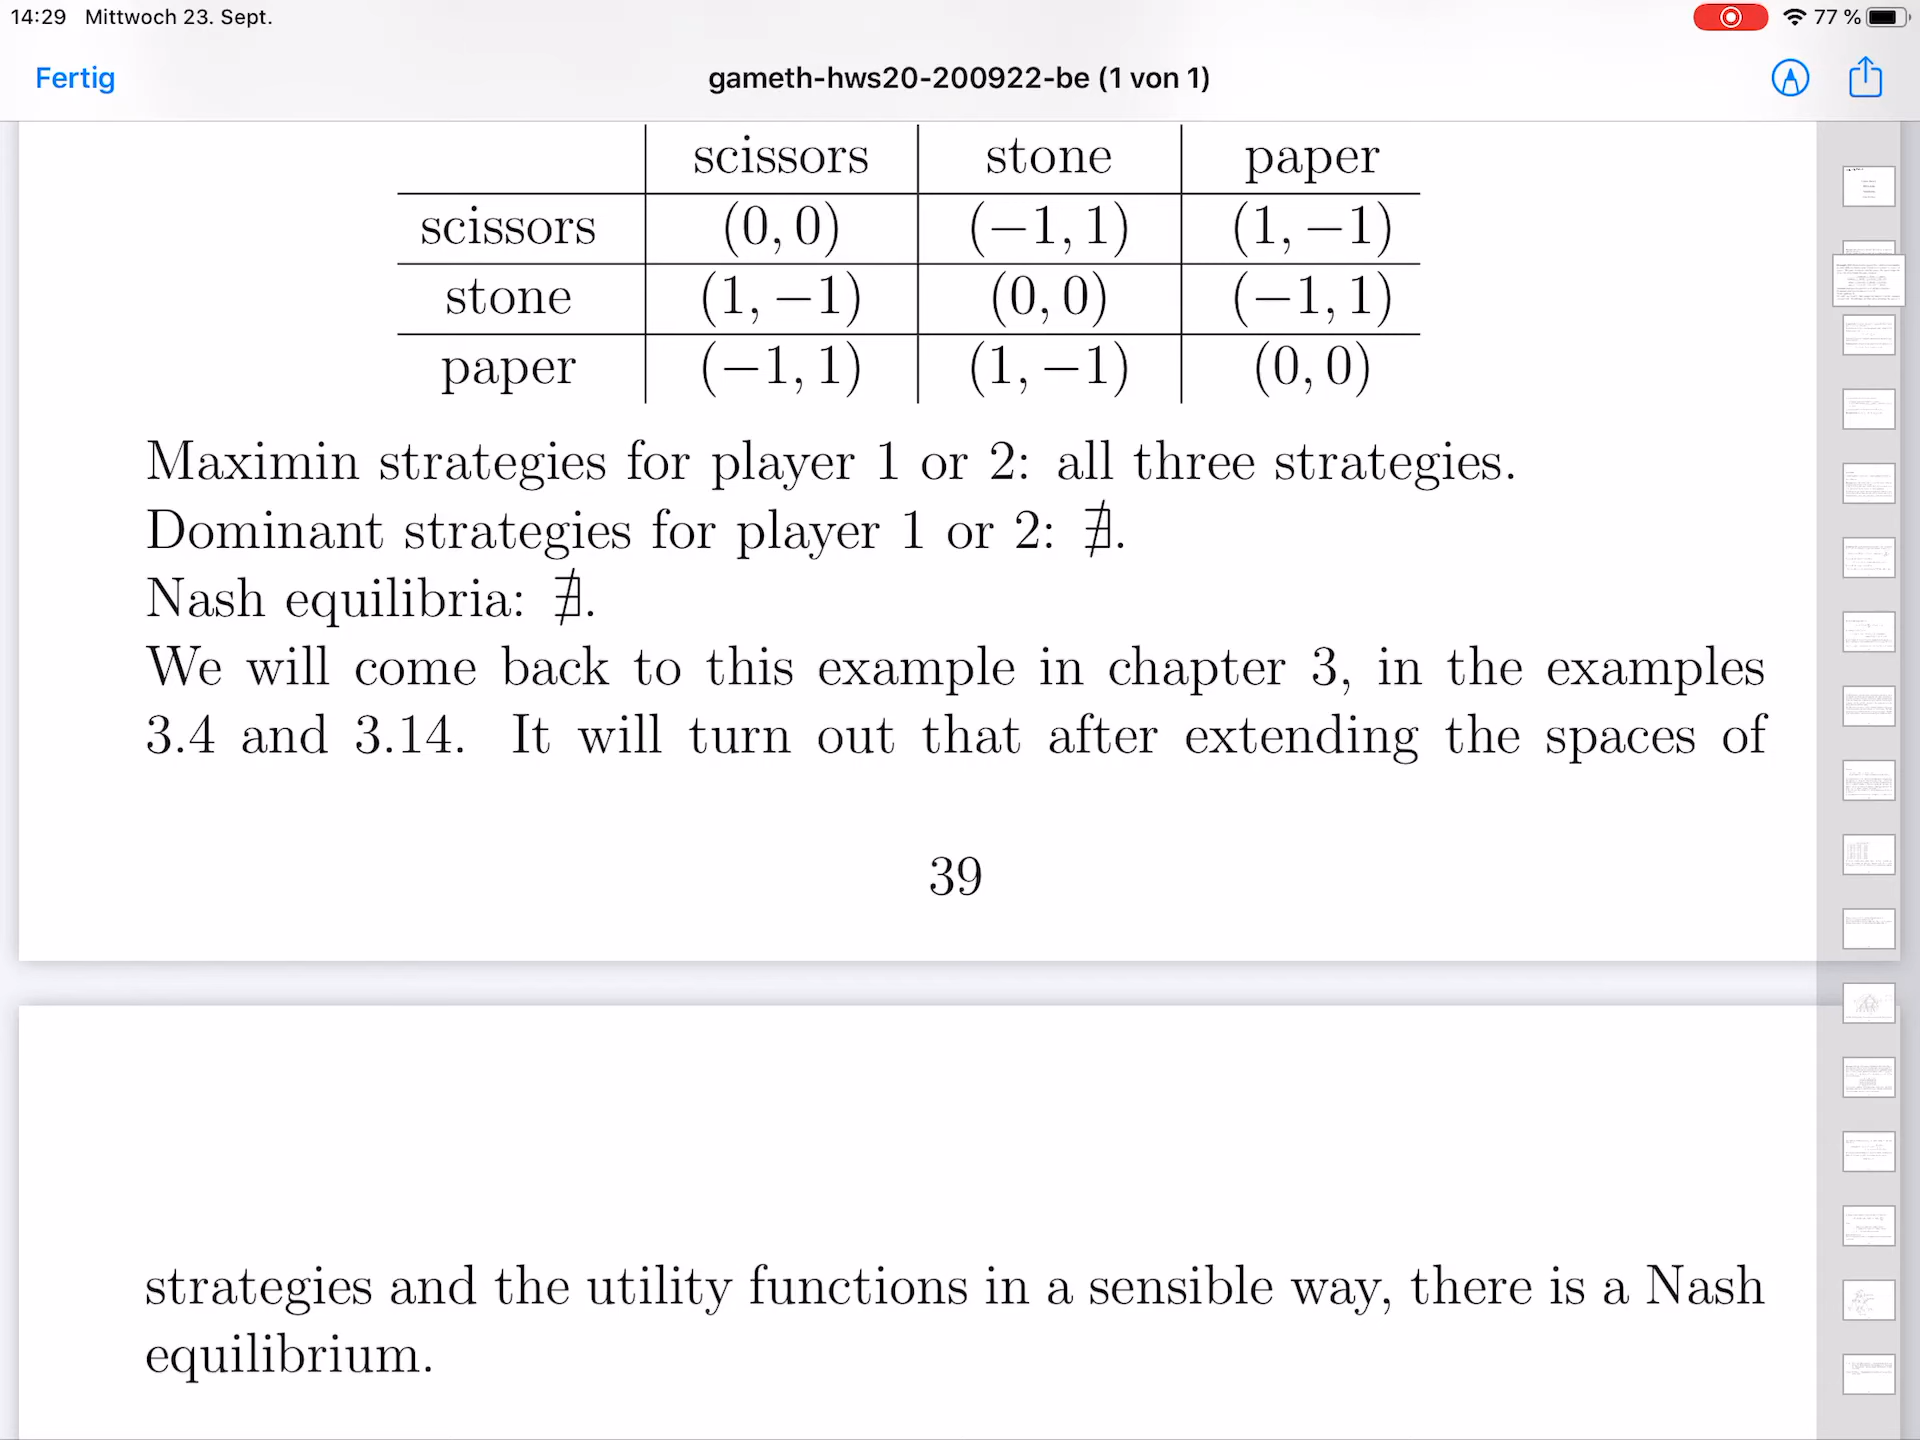 14:29 Mittwoch 23. Sept. 77 %
Fertig gameth-hws20-200922-be (1 von 1)
scissors stone paper
scissors (0, 0) (−1, 1) (1, −1)
stone (1, −1) (0, 0) (−1, 1)
paper (−1, 1) (1, −1) (0, 0)
Maximin strategies for player 1 or 2: all three strategies.
Dominant strategies for player 1 or 2: ∄.
Nash equilibria: ∄.
We will come back to this example in chapter 3, in the examples
3.4 and 3.14. It will turn out that after extending the spaces of
39
strategies and the utility functions in a sensible way, there is a Nash
equilibrium.